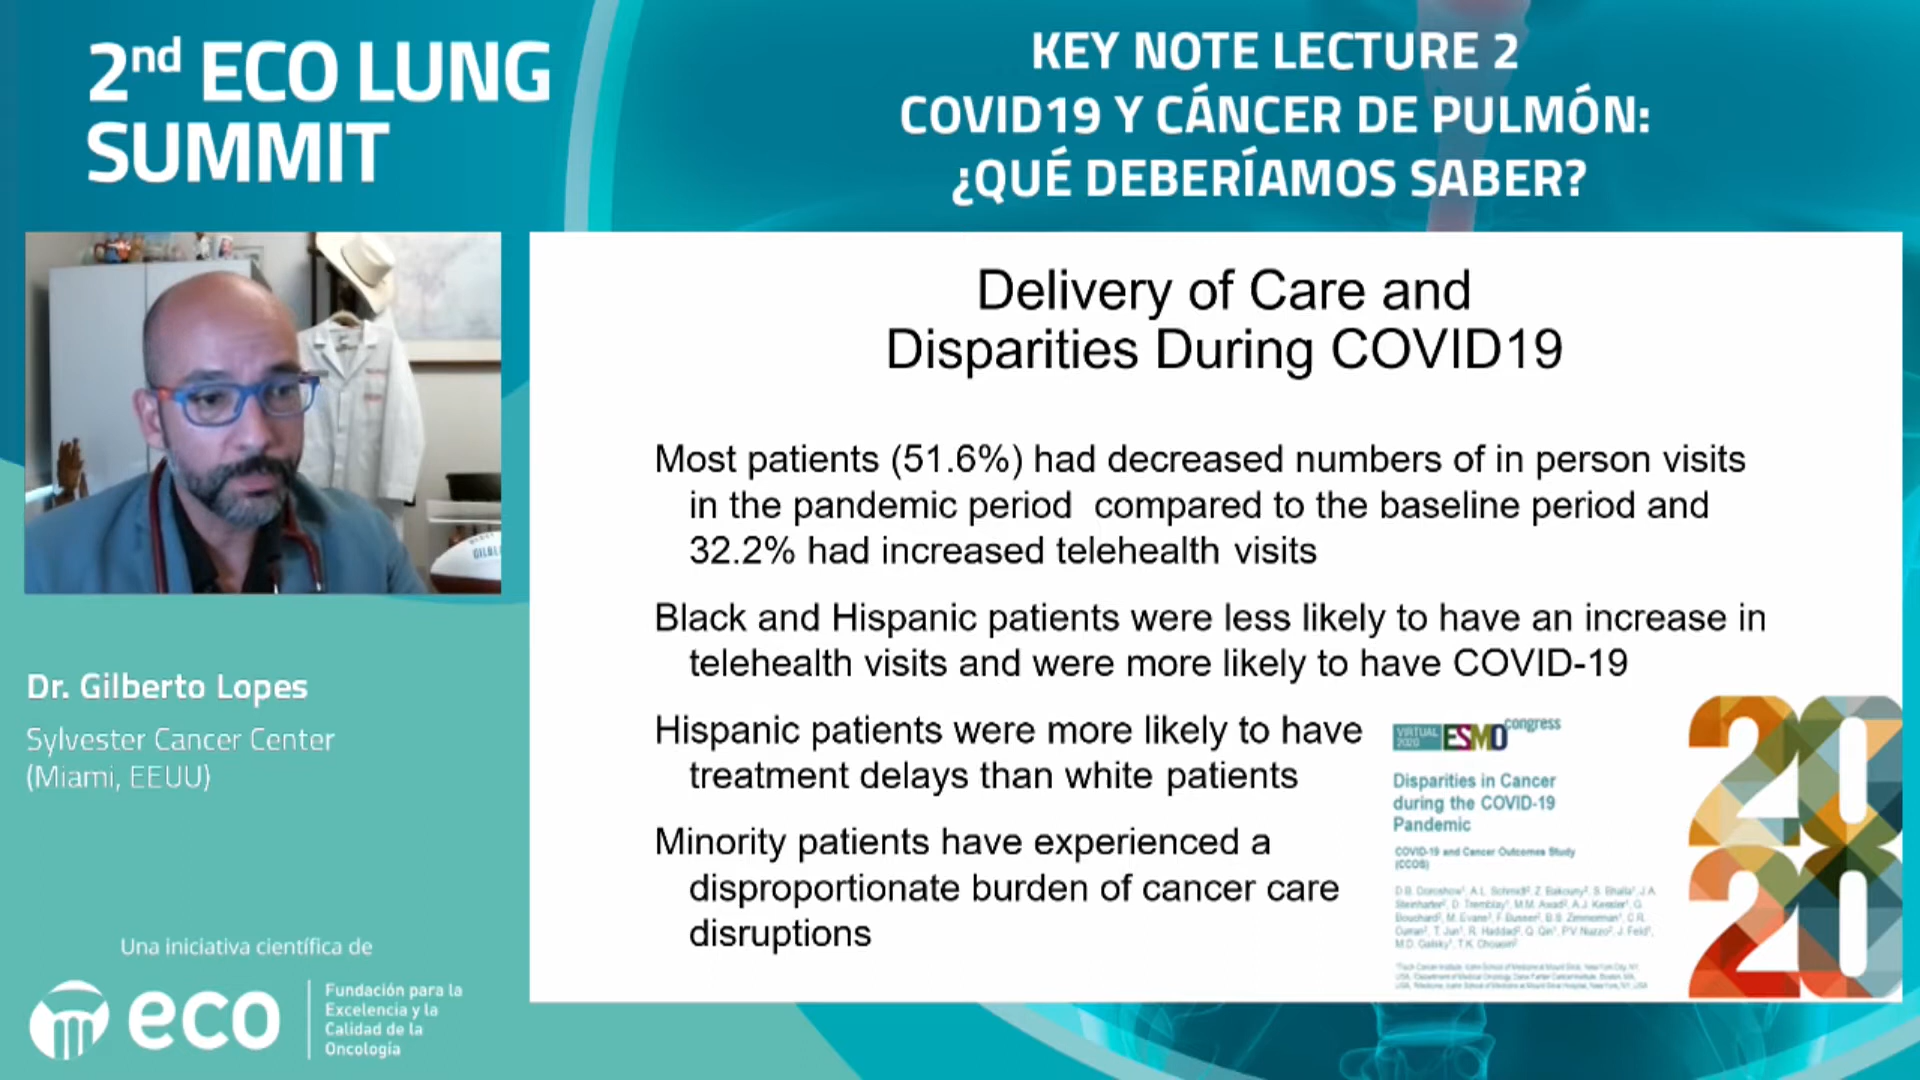 2nd ECO LUNG
SUMMIT
KEY NOTE LECTURE 2
COVID19 Y CÁNCER DE PULMÓN:
¿QUÉ DEBERÍAMOS SABER?
Delivery of Care and
Disparities During COVID19
Most patients (51.6%) had decreased numbers of in person visits
in the pandemic period compared to the baseline period and
32.2% had increased telehealth visits
Black and Hispanic patients were less likely to have an increase in
telehealth visits and were more likely to have COVID-19
Hispanic patients were more likely to have
treatment delays than white patients
Minority patients have experienced a
disproportionate burden of cancer care
disruptions
VIRTUAL
2020
ESMO congress
Disparities in Cancer
during the COVID-19
Pandemic
COVID-19 and Cancer Outcomes Study
(CCOS)
20
20
Dr. Gilberto Lopes
Sylvester Cancer Center
(Miami, EEUU)
Una iniciativa científica de
eco
Fundación para la
Excelencia y la
Calidad de la
Oncología